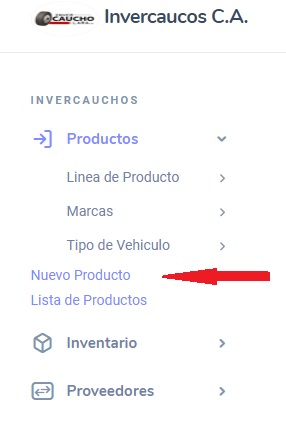 CAUCHO
Invercaucos C.A.
INVERCAUCHOS
Productos
Linea de Producto
Marcas
Tipo de Vehiculo
Nuevo Producto
Lista de Productos
Inventario
Proveedores